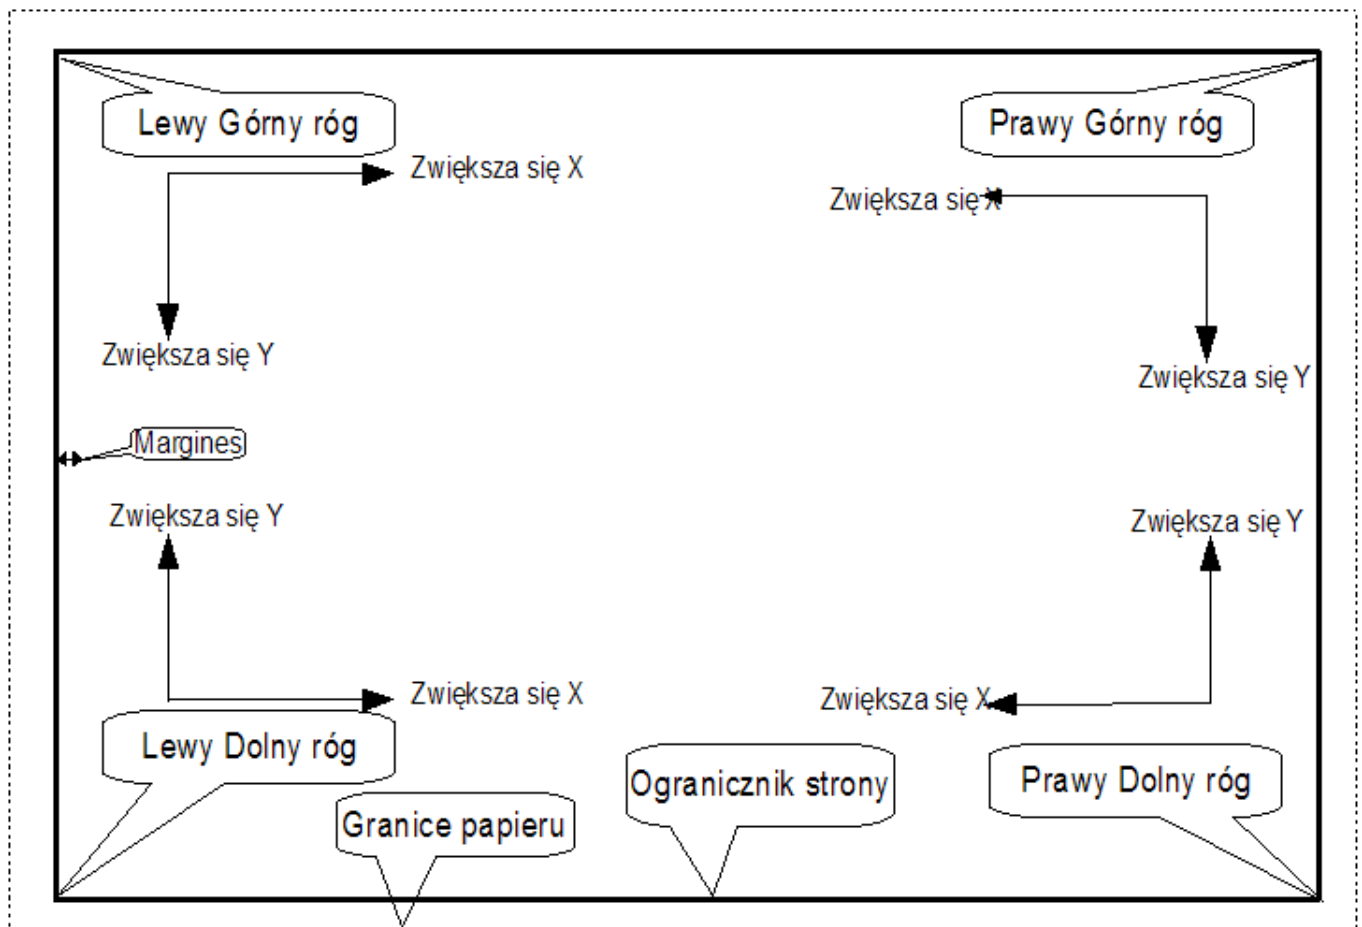 Lewy Górny róg
Prawy Górny róg
Zwiększa się X
Zwiększa się X
Zwiększa się Y
Zwiększa się Y
Margines
Zwiększa się Y
Zwiększa się Y
Zwiększa się X
Zwiększa się X
Lewy Dolny róg
Ogranicznik strony
Prawy Dolny róg
Granice papieru